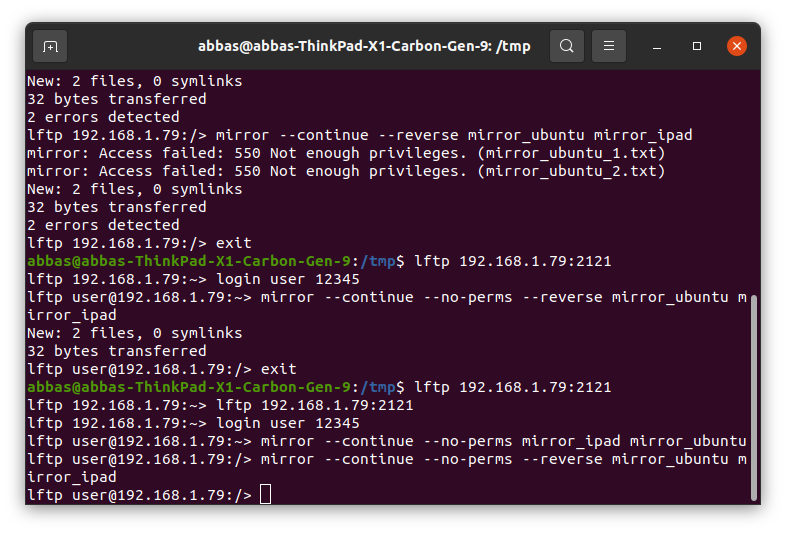 abbas@abbas-ThinkPad-X1-Carbon-Gen-9: /tmp
New: 2 files, 0 symlinks
32 bytes transferred
2 errors detected
lftp 192.168.1.79:/> mirror --continue --reverse mirror_ubuntu mirror_ipad
mirror: Access failed: 550 Not enough privileges. (mirror_ubuntu_1.txt)
mirror: Access failed: 550 Not enough privileges. (mirror_ubuntu_2.txt)
New: 2 files, 0 symlinks
32 bytes transferred
2 errors detected
lftp 192.168.1.79:/> exit
abbas@abbas-ThinkPad-X1-Carbon-Gen-9:/tmp$ lftp 192.168.1.79:2121
lftp 192.168.1.79:~> login user 12345
lftp user@192.168.1.79:~> mirror --continue --no-perms --reverse mirror_ubuntu m
irror_ipad
New: 2 files, 0 symlinks
32 bytes transferred
lftp user@192.168.1.79:/> exit
abbas@abbas-ThinkPad-X1-Carbon-Gen-9:/tmp$ lftp 192.168.1.79:2121
lftp 192.168.1.79:~> lftp 192.168.1.79:2121
lftp 192.168.1.79:~> login user 12345
lftp user@192.168.1.79:~> mirror --continue --no-perms mirror_ipad mirror_ubuntu
lftp user@192.168.1.79:/> mirror --continue --no-perms --reverse mirror_ubuntu m
irror_ipad
lftp user@192.168.1.79:/>